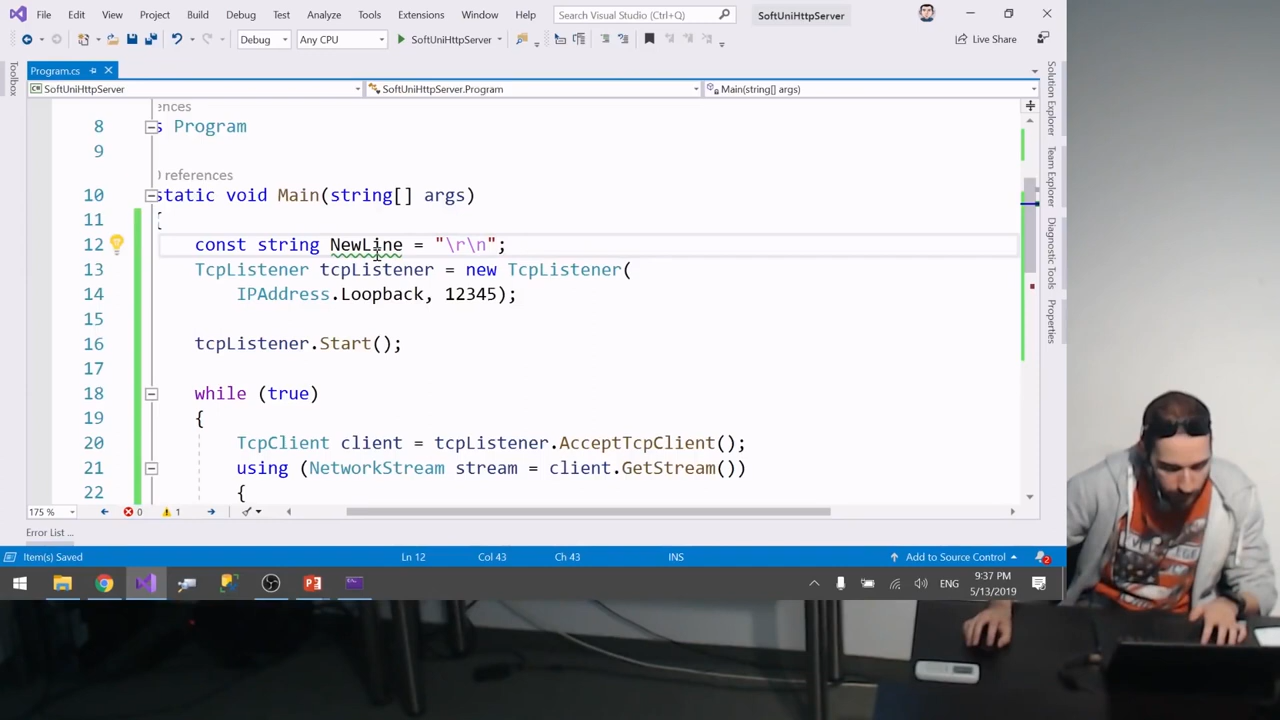 File Edit View Project Build Debug Test Analyze Tools Extensions Window Help Search Visual Studio (Ctrl+Q) SoftUniHttpServer
Debug Any CPU SoftUniHttpServer Live Share
Program.cs
SoftUniHttpServer SoftUniHttpServer.Program Main(string[] args)
Toolbox
ences
8 s Program
9
0 references
10 static void Main(string[] args)
11 {
12 const string NewLine = "\r\n";
13 TcpListener tcpListener = new TcpListener(
14 IPAddress.Loopback, 12345);
15
16 tcpListener.Start();
17
18 while (true)
19 {
20 TcpClient client = tcpListener.AcceptTcpClient();
21 using (NetworkStream stream = client.GetStream())
22 {
Solution Explorer
Team Explorer
Diagnostic Tools
Properties
175 % 0 1
Error List ...
Item(s) Saved Ln 12 Col 43 Ch 43 INS Add to Source Control 2
ENG 9:37 PM
5/13/2019